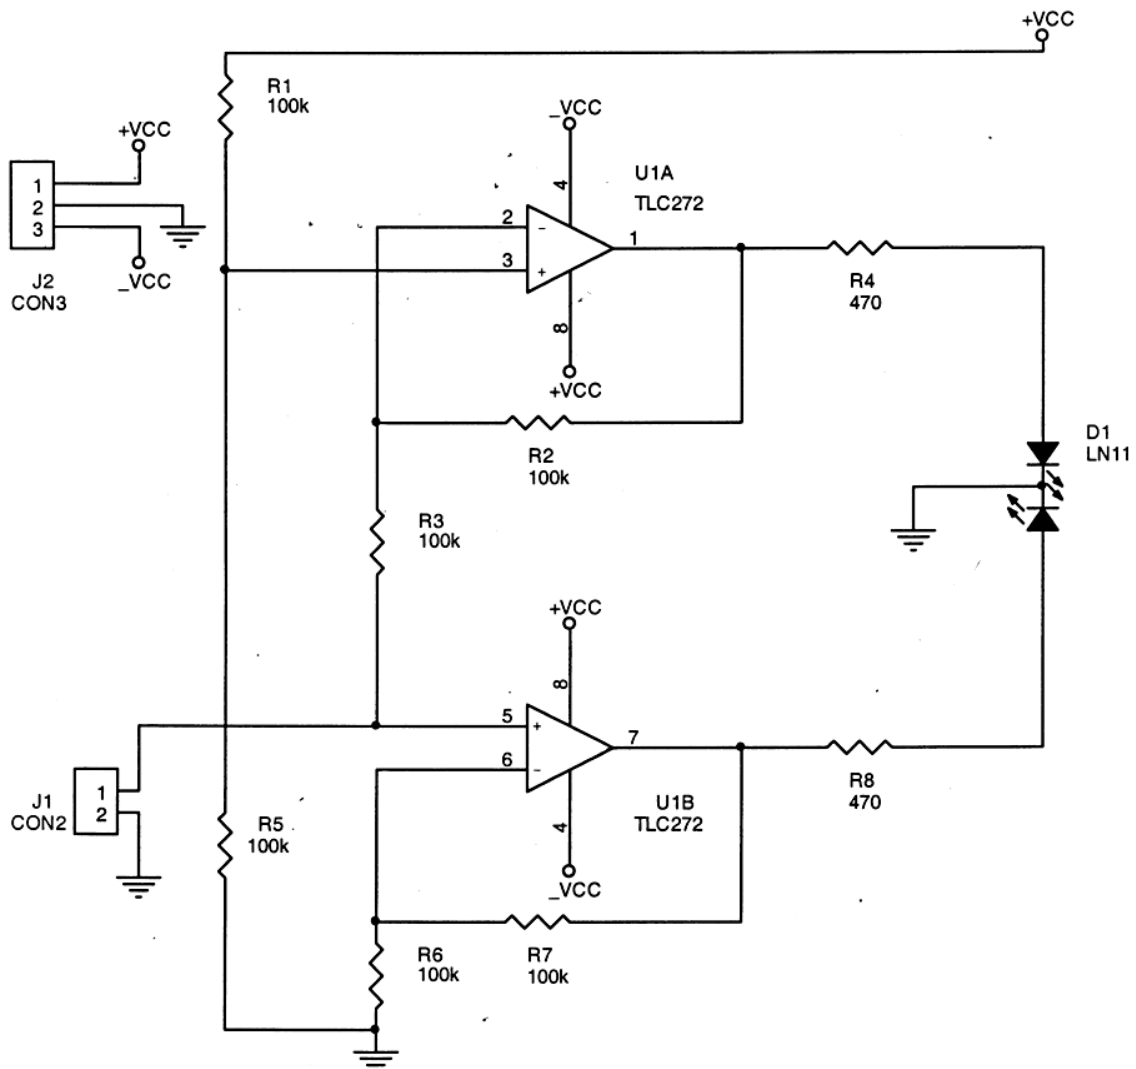 +VCC
R1
100k
_VCC
+VCC
4
U1A
TLC272
1
2
3
2
−
1
3
+
J2
CON3
_VCC
R4
470
8
+VCC
D1
LN11
R2
100k
R3
100k
+VCC
8
5
+
7
6
−
R8
470
J1
CON2
1
2
U1B
TLC272
R5
100k
4
_VCC
R6
100k
R7
100k